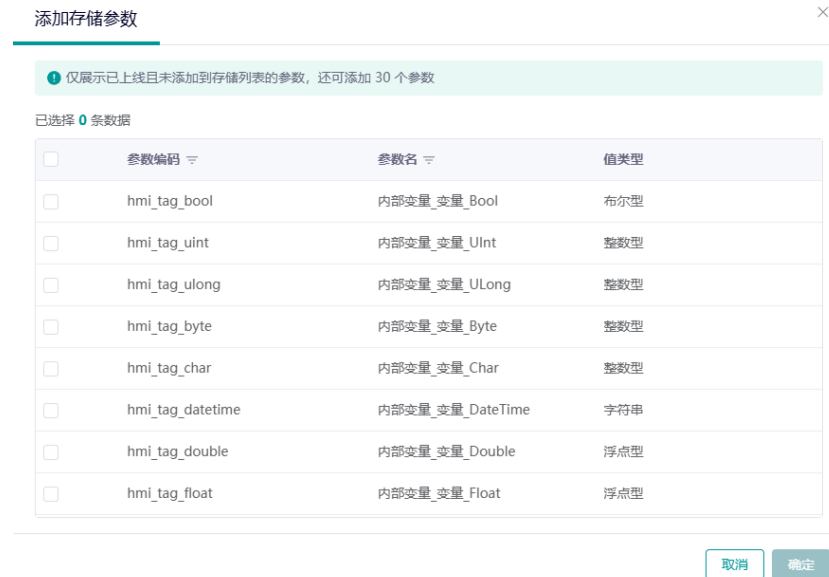 添加存储参数
仅展示已上线且未添加到存储列表的参数，还可添加 30 个参数
已选择 0 条数据
参数编码 参数名 值类型
hmi_tag_bool 内部变量_变量_Bool 布尔型
hmi_tag_uint 内部变量_变量_UInt 整数型
hmi_tag_ulong 内部变量_变量_ULong 整数型
hmi_tag_byte 内部变量_变量_Byte 整数型
hmi_tag_char 内部变量_变量_Char 整数型
hmi_tag_datetime 内部变量_变量_DateTime 字符串
hmi_tag_double 内部变量_变量_Double 浮点型
hmi_tag_float 内部变量_变量_Float 浮点型
取消 确定